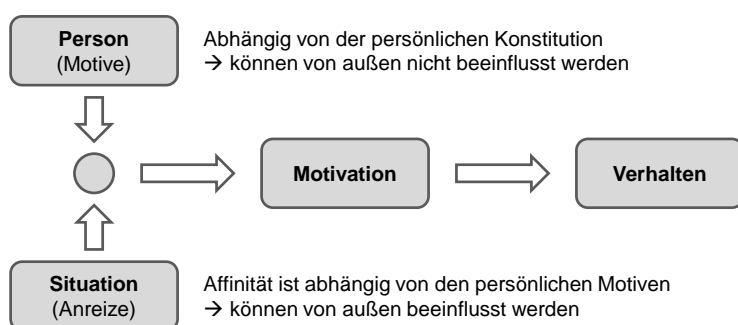 Person
(Motive)
Abhängig von der persönlichen Konstitution
→ können von außen nicht beeinflusst werden
Motivation
Verhalten
Situation
(Anreize)
Affinität ist abhängig von den persönlichen Motiven
→ können von außen beeinflusst werden